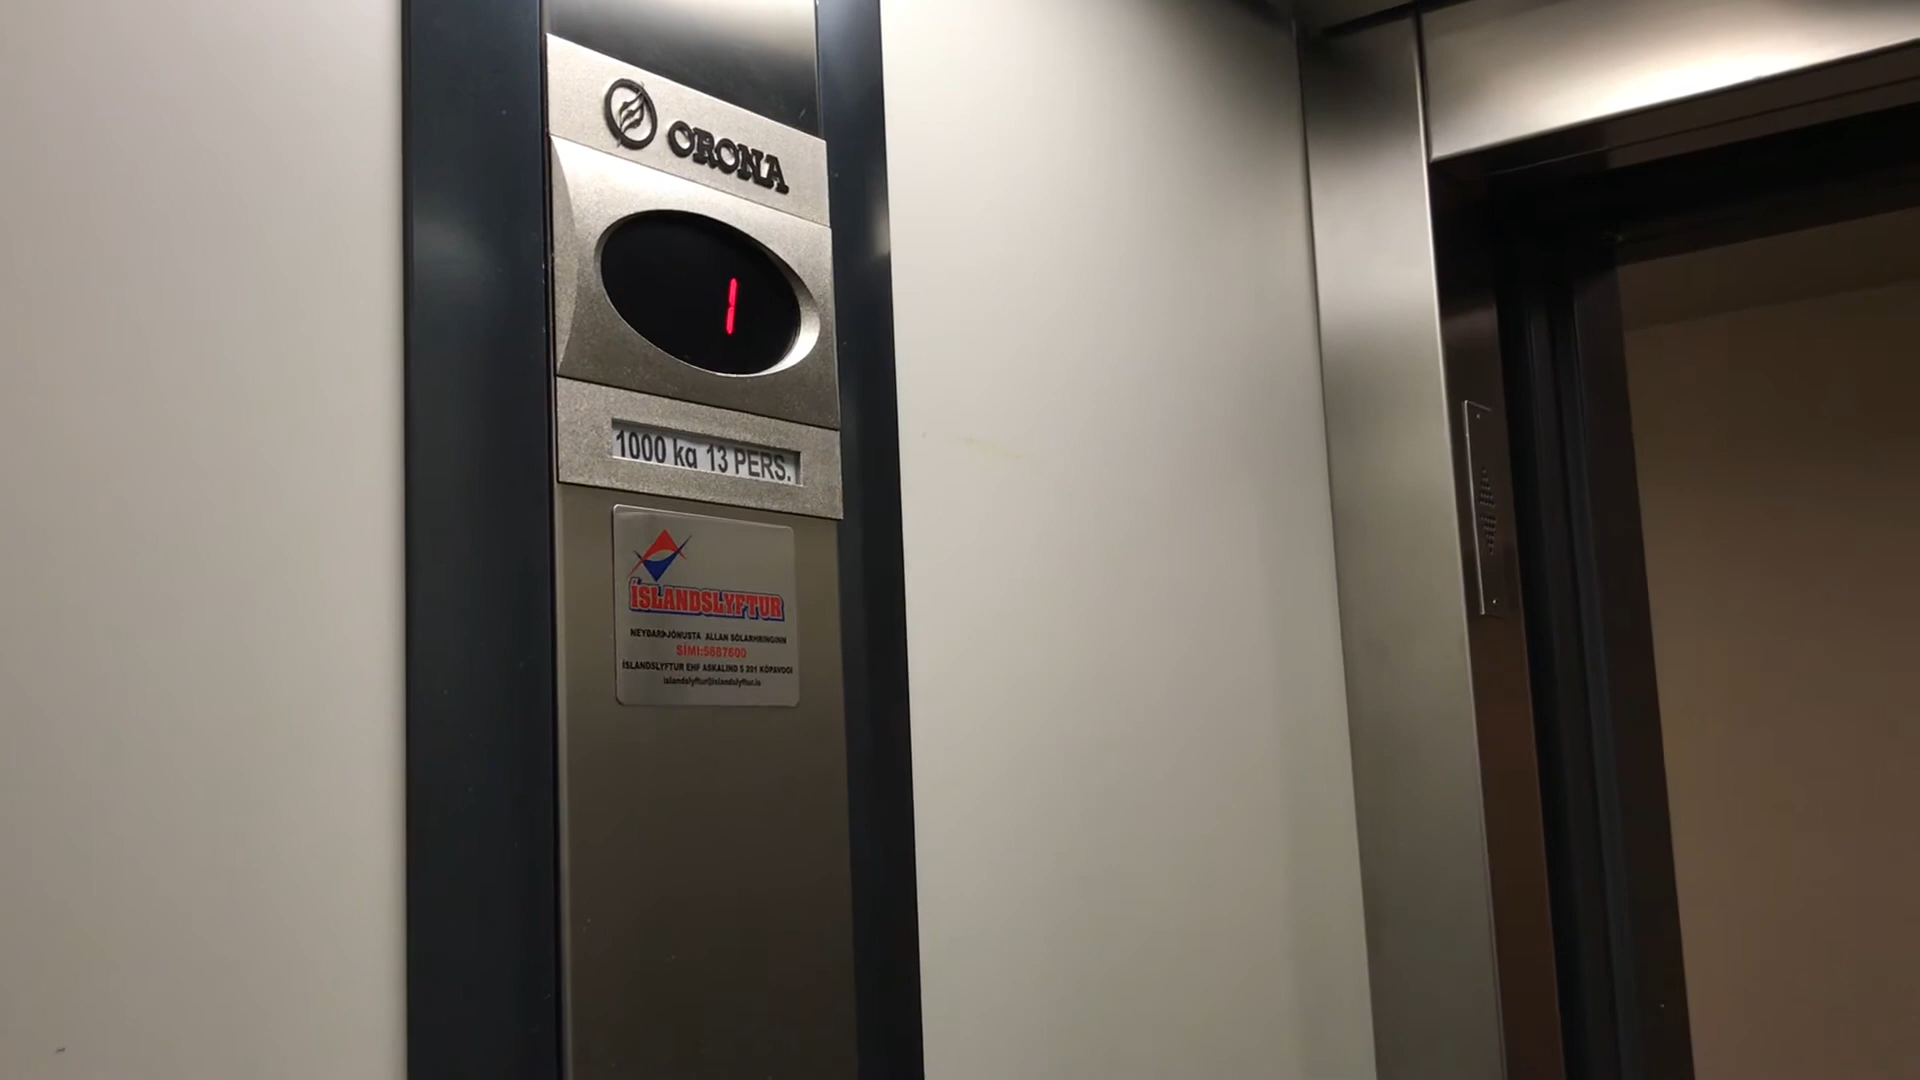 ORONA
1
1000 kg 13 PERS.
ÍSLANDSLYFTUR
NEYÐARÞJÓNUSTA ALLAN SÓLARHRINGINN
SÍMI:5687600
ÍSLANDSLYFTUR EHF ASKALIND 5 201 KÓPAVOGI
islandslyftur@islandslyftur.is